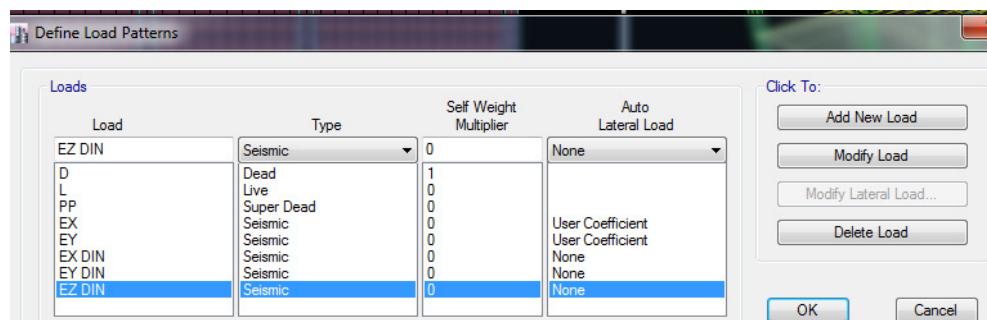 Define Load Patterns
Loads
Click To:
Load Type Self Weight Multiplier Auto Lateral Load
EZ DIN Seismic 0 None
D Dead 1
L Live 0
PP Super Dead 0
EX Seismic 0 User Coefficient
EY Seismic 0 User Coefficient
EX DIN Seismic 0 None
EY DIN Seismic 0 None
EZ DIN Seismic 0 None
Add New Load
Modify Load
Modify Lateral Load...
Delete Load
OK Cancel